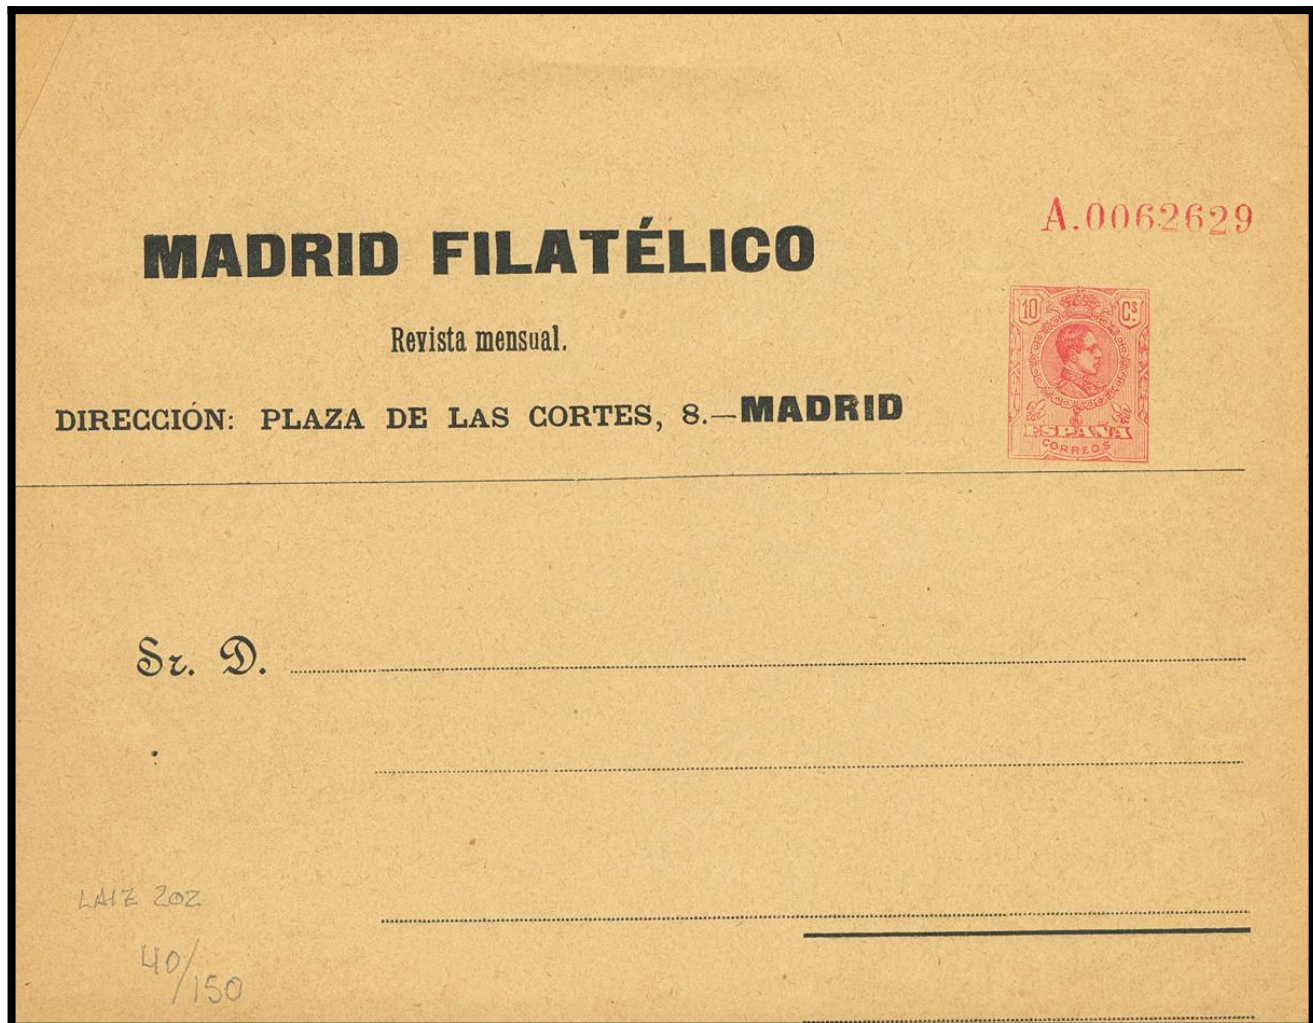 A.0062629
MADRID FILATÉLICO
10 Cs
Revista mensual.
DIRECCIÓN: PLAZA DE LAS CORTES, 8.—MADRID
ESPAÑA
CORREOS
Sr. D.
LAIZ 202
40/150